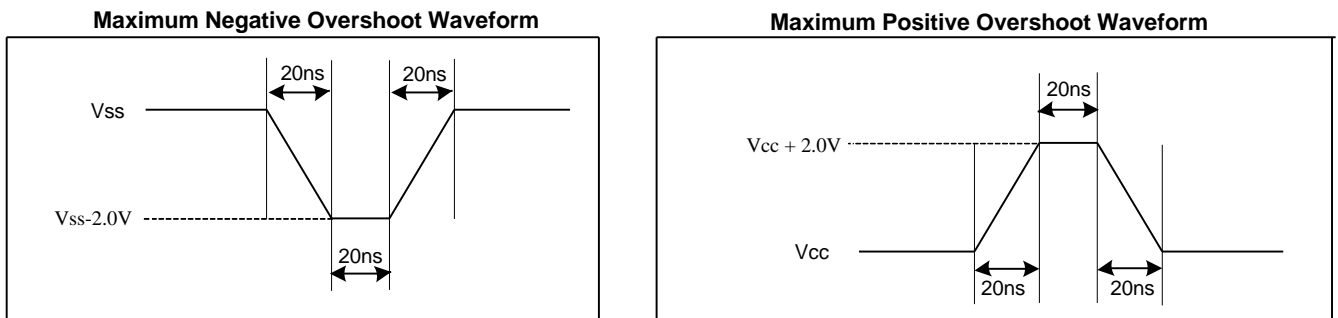 Maximum Negative Overshoot Waveform
20ns
20ns
Vss
Vss-2.0V
20ns
Maximum Positive Overshoot Waveform
20ns
Vcc + 2.0V
Vcc
20ns
20ns